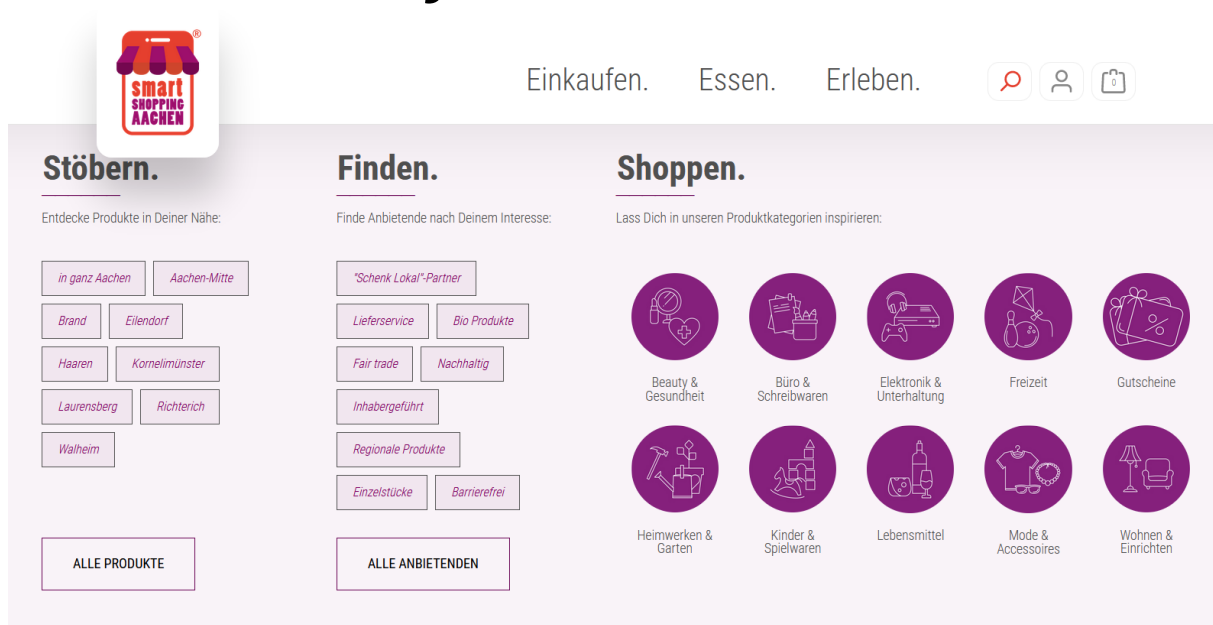 smart
SHOPPING
AACHEN
®
Einkaufen.
Essen.
Erleben.
0
Stöbern.
Entdecke Produkte in Deiner Nähe:
in ganz Aachen
Aachen-Mitte
Brand
Eilendorf
Haaren
Kornelimünster
Laurensberg
Richterich
Walheim
ALLE PRODUKTE
Finden.
Finde Anbietende nach Deinem Interesse:
"Schenk Lokal"-Partner
Lieferservice
Bio Produkte
Fair trade
Nachhaltig
Inhabergeführt
Regionale Produkte
Einzelstücke
Barrierefrei
ALLE ANBIETENDEN
Shoppen.
Lass Dich in unseren Produktkategorien inspirieren:
Beauty &
Gesundheit
Büro &
Schreibwaren
Elektronik &
Unterhaltung
Freizeit
%
Gutscheine
Heimwerken &
Garten
Kinder &
Spielwaren
Lebensmittel
Mode &
Accessoires
Wohnen &
Einrichten